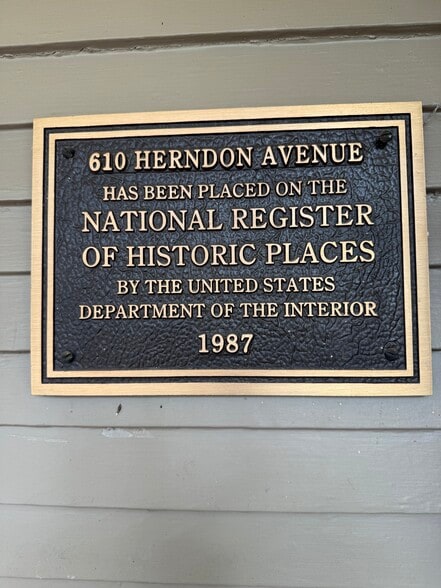 610 HERNDON AVENUE
HAS BEEN PLACED ON THE
NATIONAL REGISTER
OF HISTORIC PLACES
BY THE UNITED STATES
DEPARTMENT OF THE INTERIOR
1987